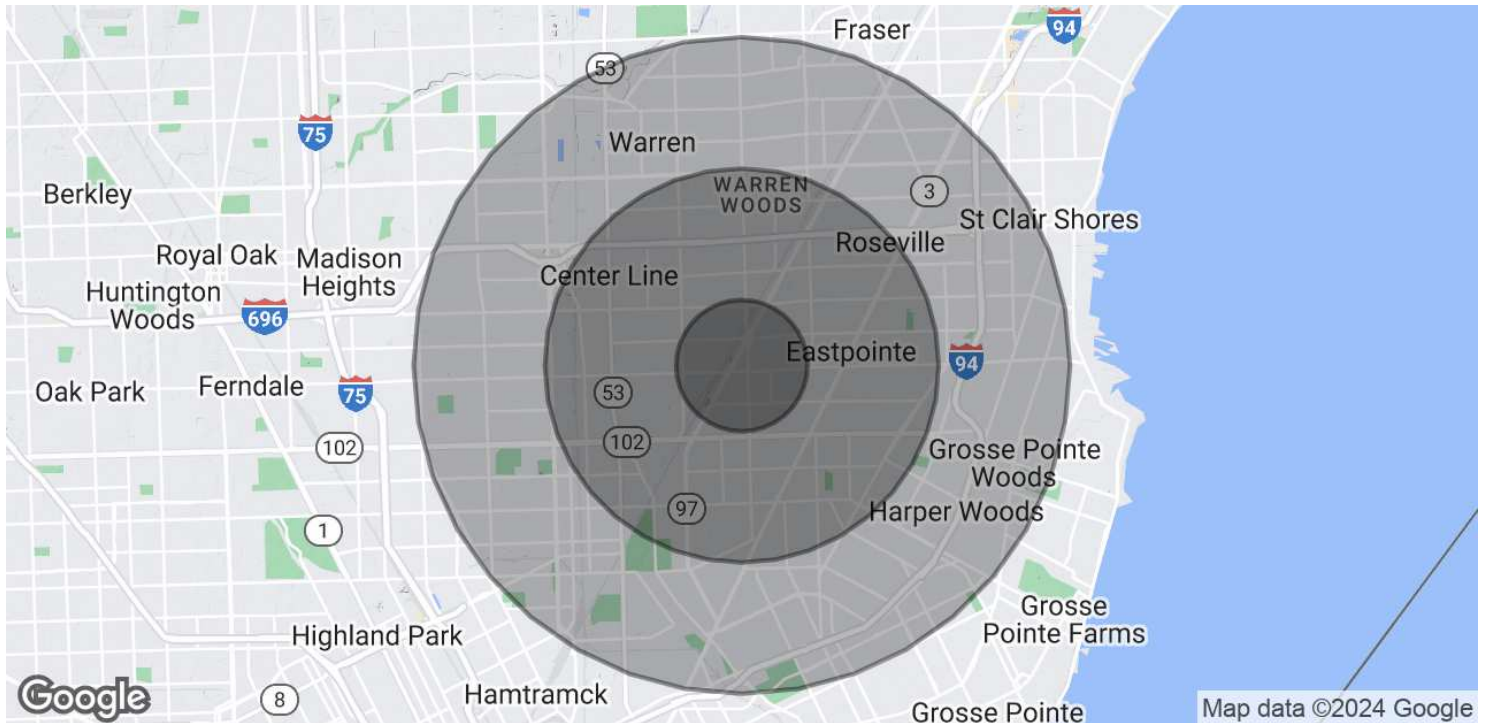 Fraser
94
53
75
Warren
Berkley
WARREN
WOODS
3
St Clair Shores
Roseville
Royal Oak
Madison
Heights
Center Line
Huntington
Woods
696
Eastpointe
94
Oak Park
Ferndale
75
53
102
102
Grosse Pointe
Woods
97
Harper Woods
1
Grosse
Pointe Farms
Highland Park
Hamtramck
8
Grosse Pointe
Google
Map data ©2024 Google